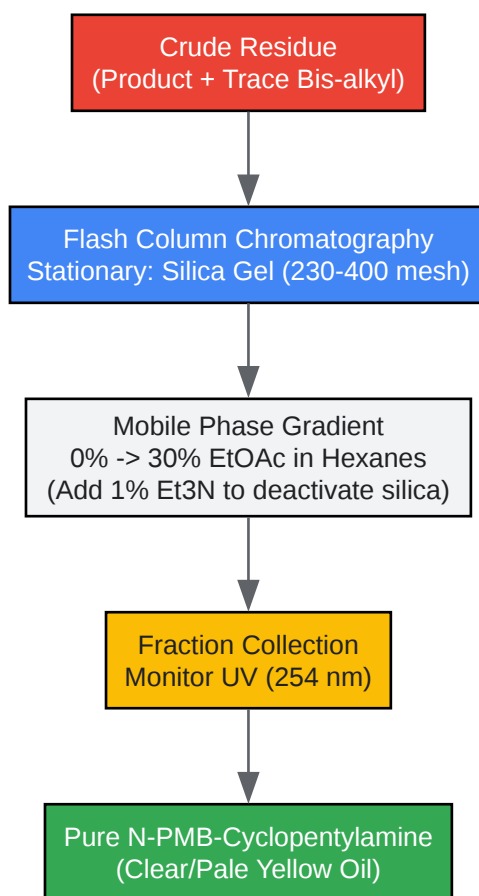 Crude Residue
(Product + Trace Bis-alkyl)
Flash Column Chromatography
Stationary: Silica Gel (230-400 mesh)
Mobile Phase Gradient
0% -> 30% EtOAc in Hexanes
(Add 1% Et3N to deactivate silica)
Fraction Collection
Monitor UV (254 nm)
Pure N-PMB-Cyclopentylamine
(Clear/Pale Yellow Oil)